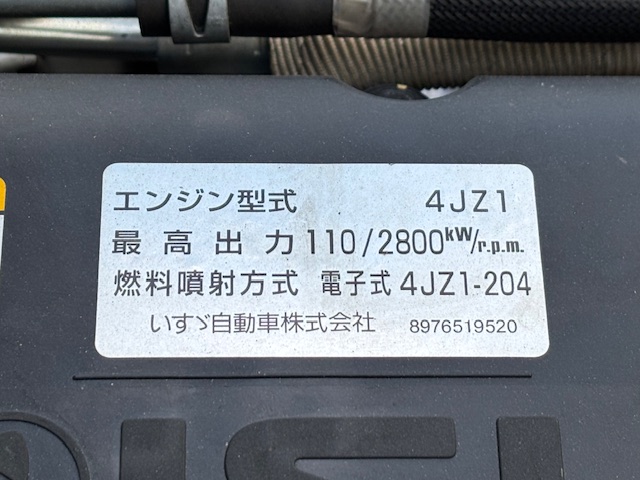 エンジン型式 4JZ1
最高出力 110/2800kW/r.p.m.
燃料噴射方式 電子式 4JZ1-204
いすゞ自動車株式会社 8976519520